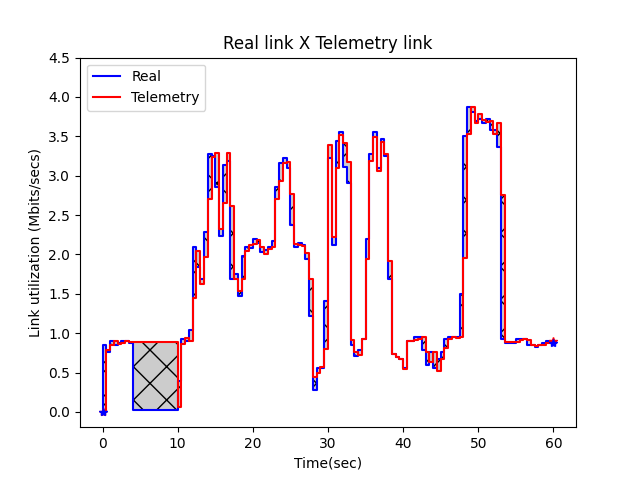 Real link X Telemetry link
Real
Telemetry
Link utilization (Mbits/secs)
4.5
4.0
3.5
3.0
2.5
2.0
1.5
1.0
0.5
0.0
0 10 20 30 40 50 60
Time(sec)